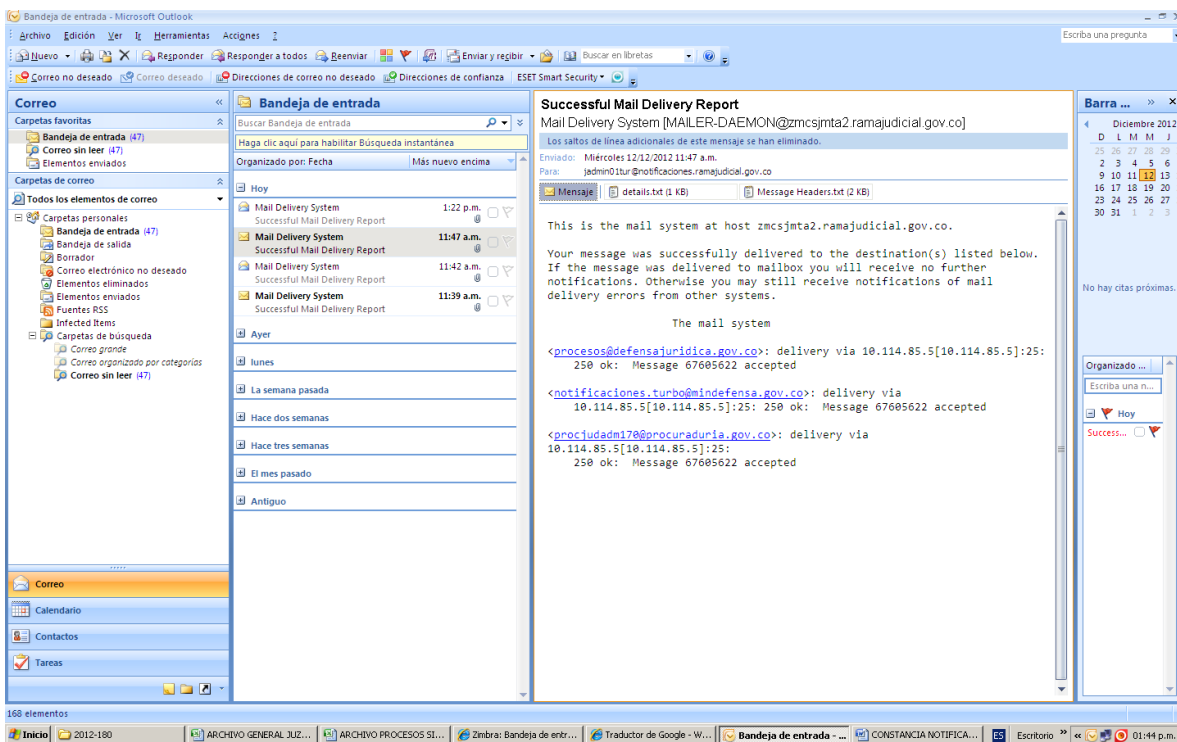 Bandeja de entrada - Microsoft Outlook
Archivo Edición Ver Ir Herramientas Acciones ?
Escriba una pregunta
Nuevo Responder Responder a todos Reenviar Enviar y recibir Buscar en libretas
Correo no deseado Correo deseado Direcciones de correo no deseado Direcciones de confianza ESET Smart Security
Correo «
Carpetas favoritas
Bandeja de entrada (47)
Correo sin leer (47)
Elementos enviados
Carpetas de correo
Todos los elementos de correo
Carpetas personales
Bandeja de entrada (47)
Bandeja de salida
Borrador
Correo electrónico no deseado
Elementos eliminados
Elementos enviados
Fuentes RSS
Infected Items
Carpetas de búsqueda
Correo grande
Correo organizado por categorías
Correo sin leer (47)
Correo
Calendario
Contactos
Tareas
Bandeja de entrada
Buscar Bandeja de entrada
Haga clic aquí para habilitar Búsqueda instantánea
Organizado por: Fecha Más nuevo encima
Hoy
Mail Delivery System 1:22 p.m.
Successful Mail Delivery Report
Mail Delivery System 11:47 a.m.
Successful Mail Delivery Report
Mail Delivery System 11:42 a.m.
Successful Mail Delivery Report
Mail Delivery System 11:39 a.m.
Successful Mail Delivery Report
Ayer
lunes
La semana pasada
Hace dos semanas
Hace tres semanas
El mes pasado
Antiguo
Successful Mail Delivery Report
Mail Delivery System [MAILER-DAEMON@zmcsjmta2.ramajudicial.gov.co]
Los saltos de línea adicionales de este mensaje se han eliminado.
Enviado: Miércoles 12/12/2012 11:47 a.m.
Para: jadmin01tur@notificaciones.ramajudicial.gov.co
Mensaje details.txt (1 KB) Message Headers.txt (2 KB)
This is the mail system at host zmcsjmta2.ramajudicial.gov.co.
Your message was successfully delivered to the destination(s) listed below.
If the message was delivered to mailbox you will receive no further
notifications. Otherwise you may still receive notifications of mail
delivery errors from other systems.
The mail system
<procesos@defensajuridica.gov.co>: delivery via 10.114.85.5[10.114.85.5]:25:
250 ok: Message 67605622 accepted
<notificaciones.turbo@mindefensa.gov.co>: delivery via
10.114.85.5[10.114.85.5]:25: 250 ok: Message 67605622 accepted
<procjudadm170@procuraduria.gov.co>: delivery via
10.114.85.5[10.114.85.5]:25:
250 ok: Message 67605622 accepted
Barra ... »
Diciembre 2012
D L M M J
25 26 27 28 29
2 3 4 5 6
9 10 11 12 13
16 17 18 19 20
23 24 25 26 27
30 31 1 2 3
No hay citas próximas.
Organizado ...
Escriba una n...
Hoy
Success...
168 elementos
Inicio 2012-180 ARCHIVO GENERAL JUZ... ARCHIVO PROCESOS SI... Zimbra: Bandeja de entr... Traductor de Google - W... Bandeja de entrada - ... CONSTANCIA NOTIFICA... ES Escritorio » « 01:44 p.m.